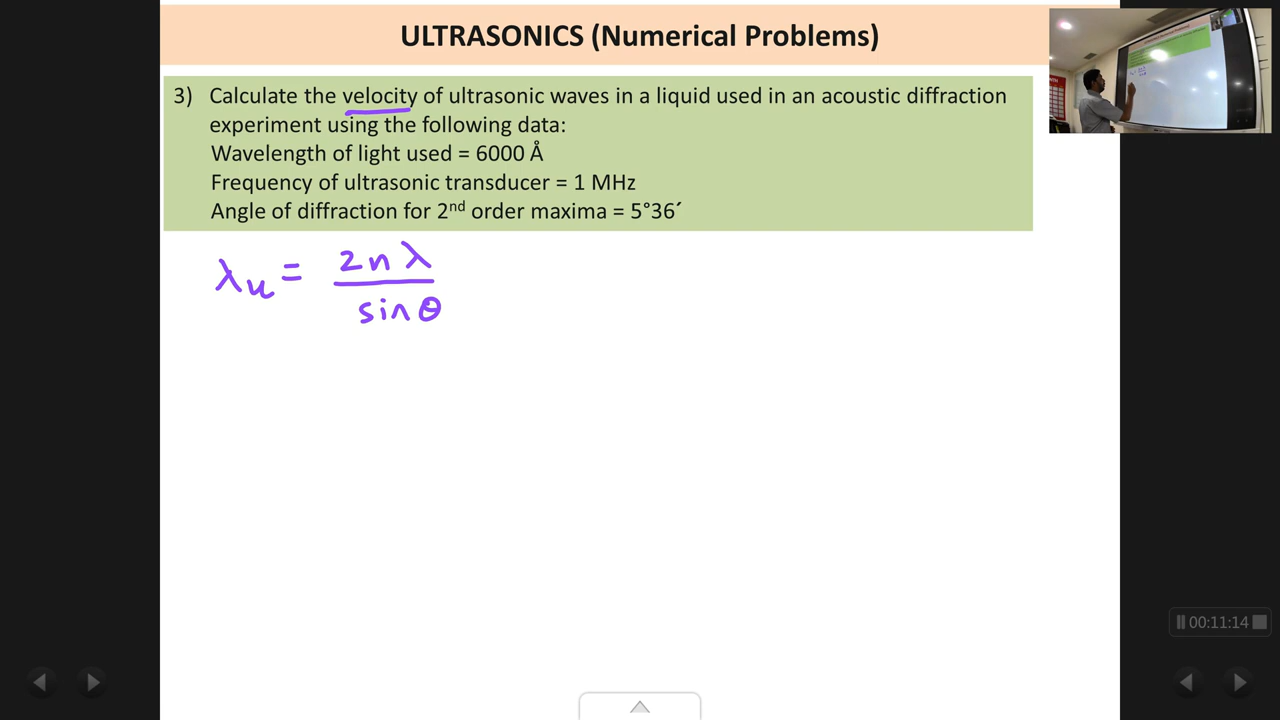 ULTRASONICS (Numerical Problems)
3) Calculate the velocity of ultrasonic waves in a liquid used in an acoustic diffraction
experiment using the following data:
Wavelength of light used = 6000 Å
Frequency of ultrasonic transducer = 1 MHz
Angle of diffraction for 2nd order maxima = 5°36´
λu = 2nλ
sinθ
00:11:14